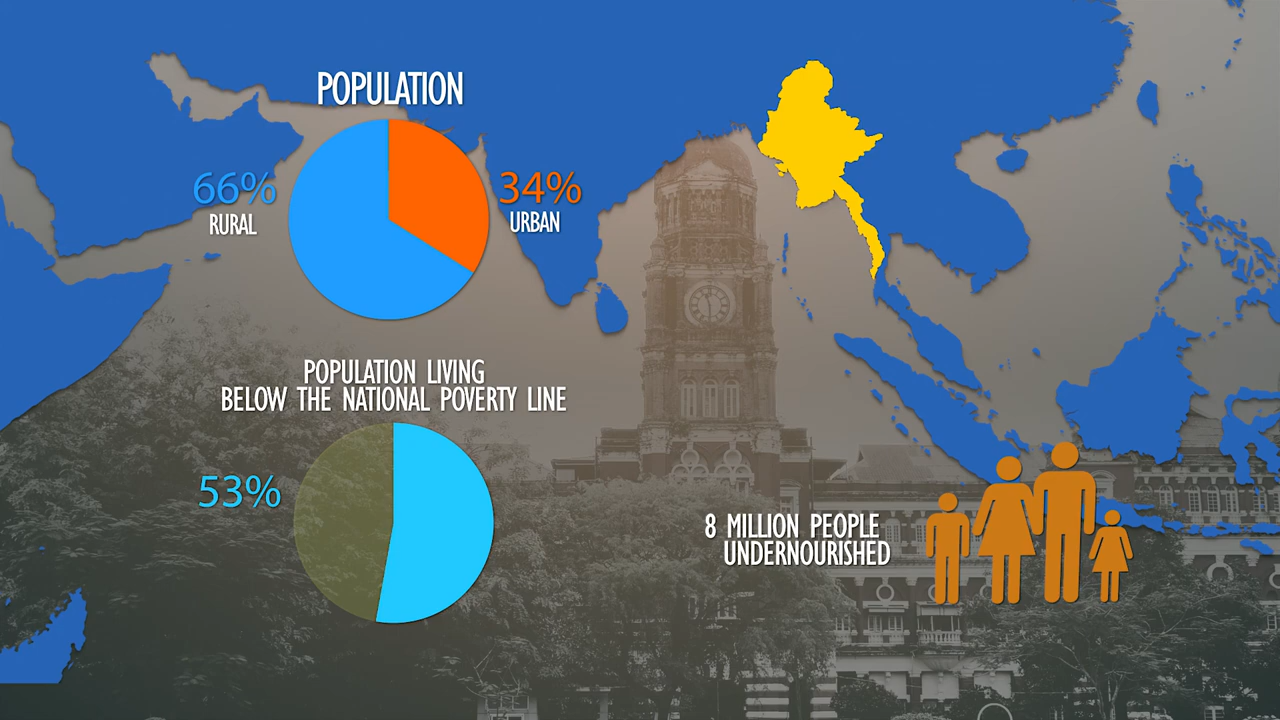 POPULATION
66%
RURAL
34%
URBAN
POPULATION LIVING
BELOW THE NATIONAL POVERTY LINE
53%
8 MILLION PEOPLE
UNDERNOURISHED